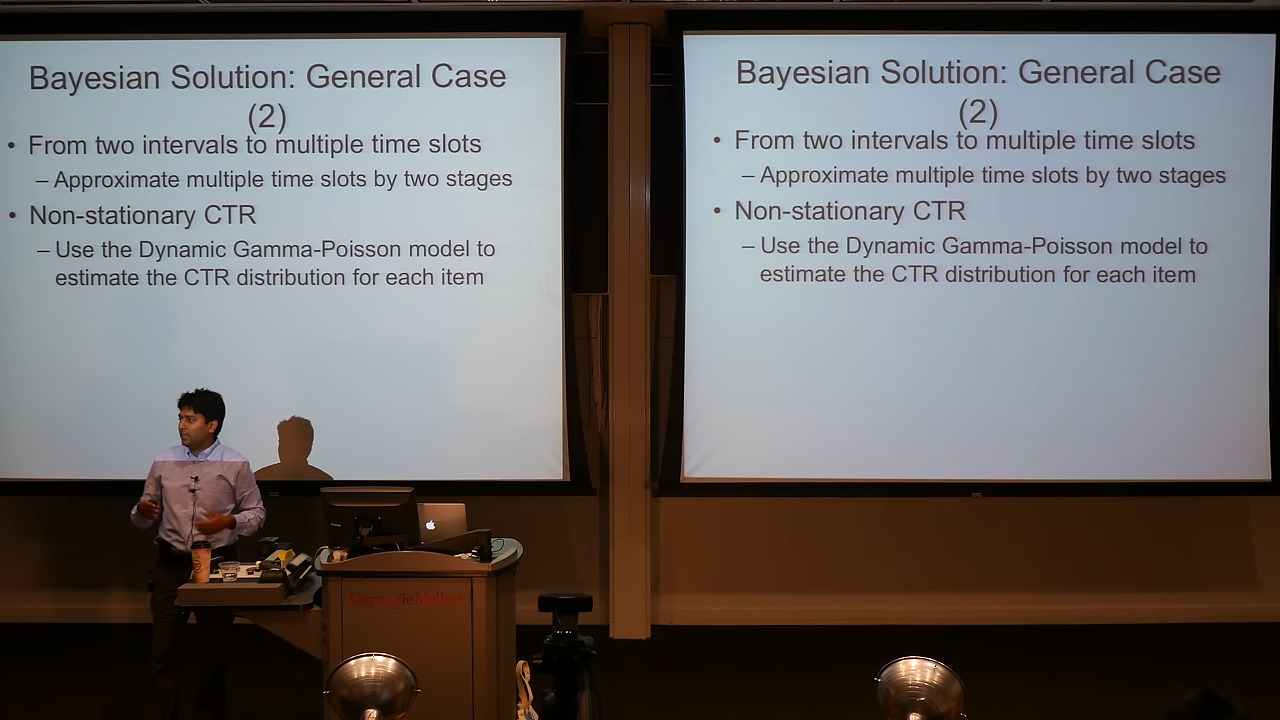 Bayesian Solution: General Case
(2)
• From two intervals to multiple time slots
– Approximate multiple time slots by two stages
• Non-stationary CTR
– Use the Dynamic Gamma-Poisson model to
estimate the CTR distribution for each item
Bayesian Solution: General Case
(2)
• From two intervals to multiple time slots
– Approximate multiple time slots by two stages
• Non-stationary CTR
– Use the Dynamic Gamma-Poisson model to
estimate the CTR distribution for each item
Carnegie Mellon